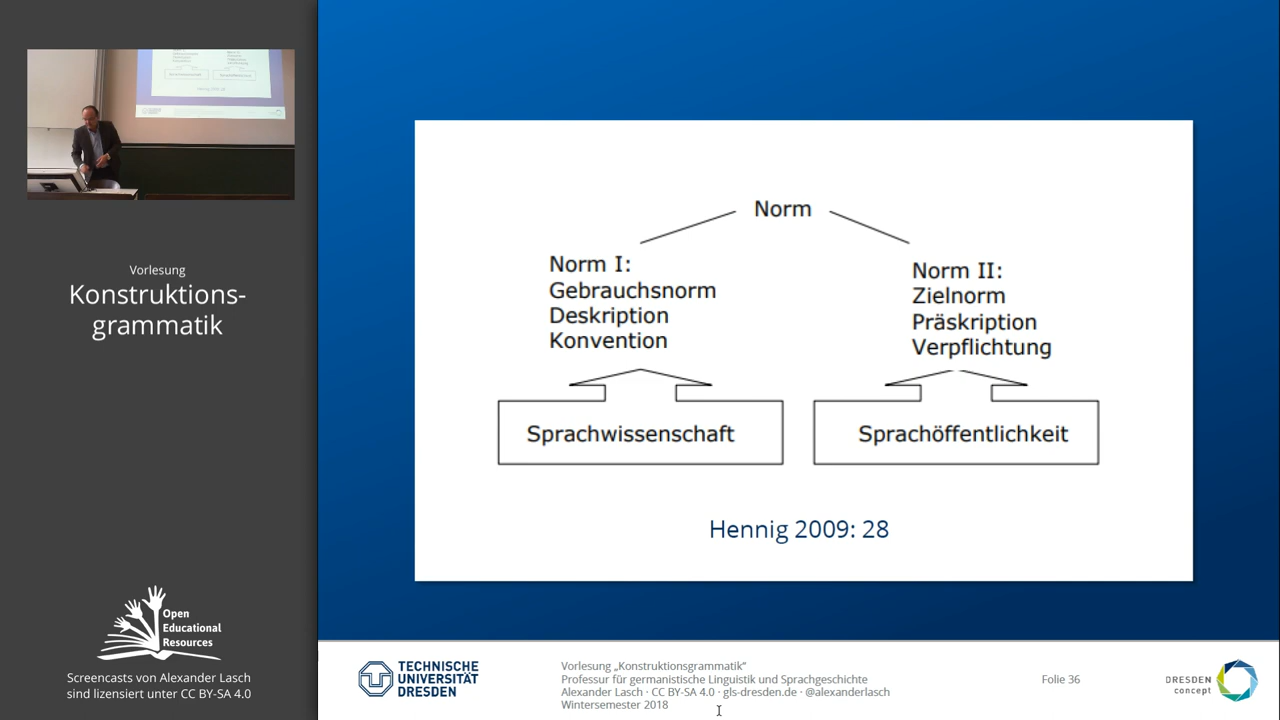 Vorlesung
Konstruktions-
grammatik
Open
Educational
Resources
Screencasts von Alexander Lasch
sind lizensiert unter CC BY-SA 4.0
Norm
Norm I:
Gebrauchsnorm
Deskription
Konvention
Norm II:
Zielnorm
Präskription
Verpflichtung
Sprachwissenschaft
Sprachöffentlichkeit
Hennig 2009: 28
TECHNISCHE
UNIVERSITÄT
DRESDEN
Vorlesung „Konstruktionsgrammatik“
Professur für germanistische Linguistik und Sprachgeschichte
Alexander Lasch · CC BY-SA 4.0 · gls-dresden.de · @alexanderlasch
Wintersemester 2018
Folie 36
DRESDEN
concept